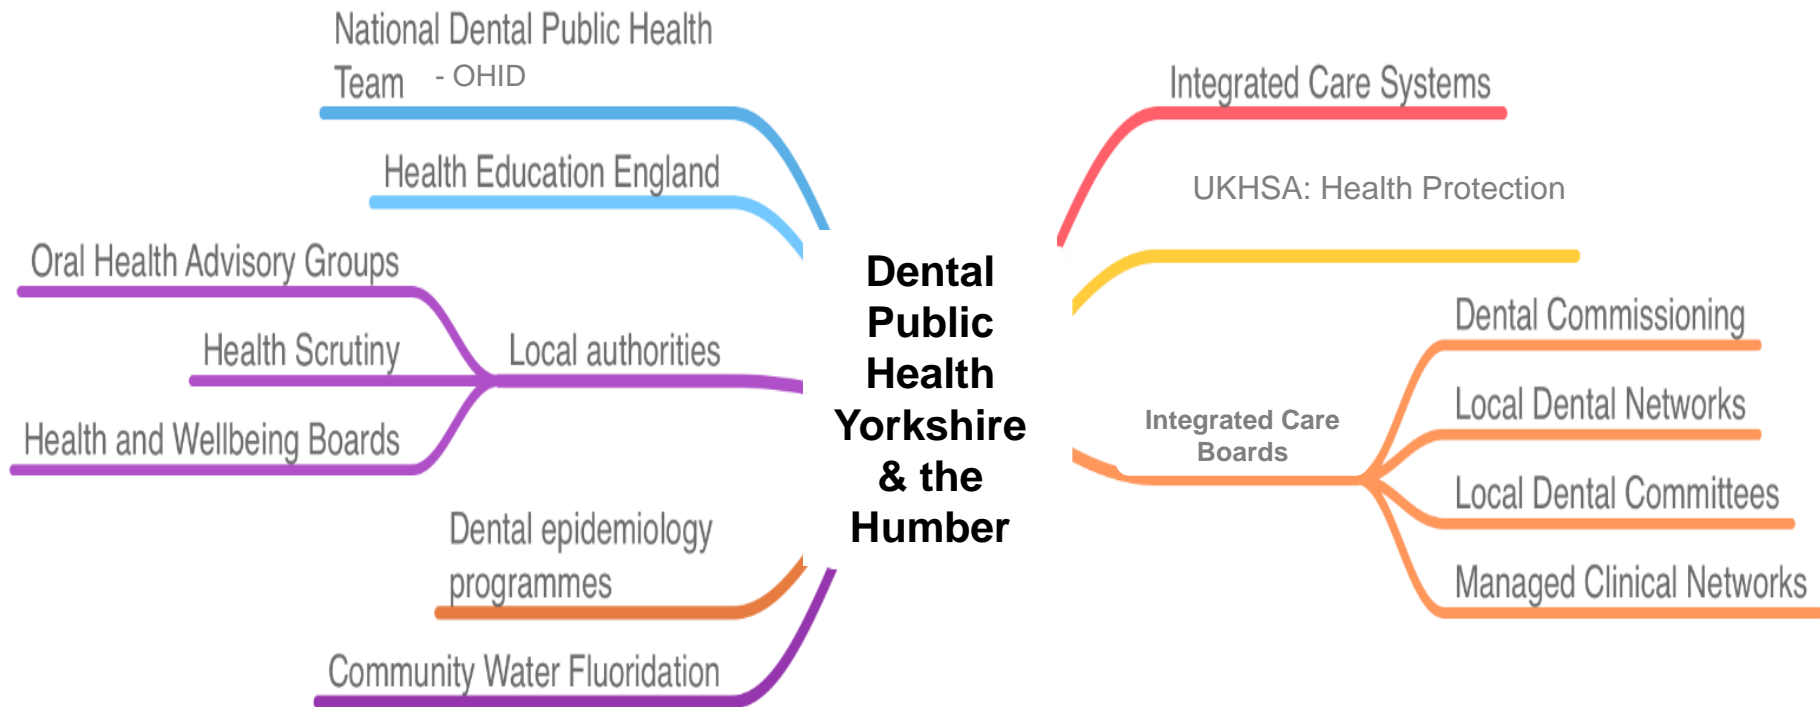 National Dental Public Health
Team - OHID
Health Education England
Oral Health Advisory Groups
Health Scrutiny
Local authorities
Health and Wellbeing Boards
Dental epidemiology
programmes
Community Water Fluoridation
Dental
Public
Health
Yorkshire
& the
Humber
Integrated Care Systems
UKHSA: Health Protection
Integrated Care
Boards
Dental Commissioning
Local Dental Networks
Local Dental Committees
Managed Clinical Networks